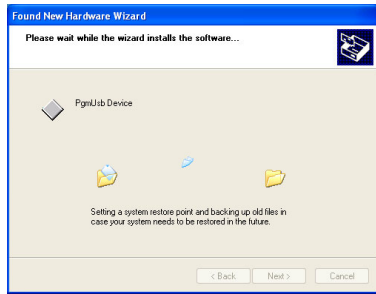 Found New Hardware Wizard
Please wait while the wizard installs the software...
PgmUsb Device
Setting a system restore point and backing up old files in
case your system needs to be restored in the future.
< Back
Next >
Cancel